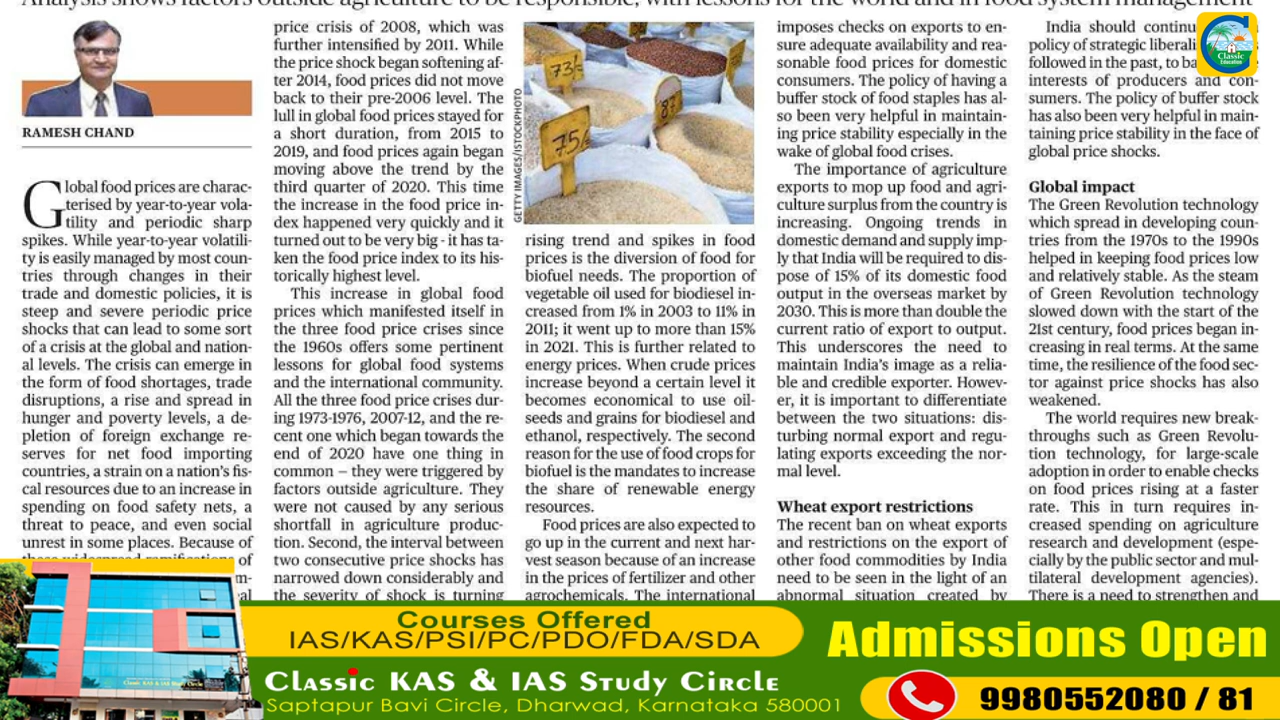 Analysis shows factors outside agriculture to be responsible, with lessons for the world and in food system management
RAMESH CHAND
Global food prices are charac-
terised by year-to-year vola-
tility and periodic sharp
spikes. While year-to-year volatili-
ty is easily managed by most coun-
tries through changes in their
trade and domestic policies, it is
steep and severe periodic price
shocks that can lead to some sort
of a crisis at the global and nation-
al levels. The crisis can emerge in
the form of food shortages, trade
disruptions, a rise and spread in
hunger and poverty levels, a de-
pletion of foreign exchange re-
serves for net food importing
countries, a strain on a nation's fis-
cal resources due to an increase in
spending on food safety nets, a
threat to peace, and even social
unrest in some places. Because of
these widespread ramifications of
price crisis of 2008, which was
further intensified by 2011. While
the price shock began softening af-
ter 2014, food prices did not move
back to their pre-2006 level. The
lull in global food prices stayed for
a short duration, from 2015 to
2019, and food prices again began
moving above the trend by the
third quarter of 2020. This time
the increase in the food price in-
dex happened very quickly and it
turned out to be very big - it has ta-
ken the food price index to its his-
torically highest level.
This increase in global food
prices which manifested itself in
the three food price crises since
the 1960s offers some pertinent
lessons for global food systems
and the international community.
All the three food price crises dur-
ing 1973-1976, 2007-12, and the re-
cent one which began towards the
end of 2020 have one thing in
common – they were triggered by
factors outside agriculture. They
were not caused by any serious
shortfall in agriculture produc-
tion. Second, the interval between
two consecutive price shocks has
narrowed down considerably and
the severity of shock is turning
GETTY IMAGES/ISTOCKPHOTO
73/-
75/-
rising trend and spikes in food
prices is the diversion of food for
biofuel needs. The proportion of
vegetable oil used for biodiesel in-
creased from 1% in 2003 to 11% in
2011; it went up to more than 15%
in 2021. This is further related to
energy prices. When crude prices
increase beyond a certain level it
becomes economical to use oil-
seeds and grains for biodiesel and
ethanol, respectively. The second
reason for the use of food crops for
biofuel is the mandates to increase
the share of renewable energy
resources.
Food prices are also expected to
go up in the current and next har-
vest season because of an increase
in the prices of fertilizer and other
agrochemicals. The international
imposes checks on exports to en-
sure adequate availability and rea-
sonable food prices for domestic
consumers. The policy of having a
buffer stock of food staples has al-
so been very helpful in maintain-
ing price stability especially in the
wake of global food crises.
The importance of agriculture
exports to mop up food and agri-
culture surplus from the country is
increasing. Ongoing trends in
domestic demand and supply imp-
ly that India will be required to dis-
pose of 15% of its domestic food
output in the overseas market by
2030. This is more than double the
current ratio of export to output.
This underscores the need to
maintain India's image as a relia-
ble and credible exporter. Howev-
er, it is important to differentiate
between the two situations: dis-
turbing normal export and regu-
lating exports exceeding the nor-
mal level.
Wheat export restrictions
The recent ban on wheat exports
and restrictions on the export of
other food commodities by India
need to be seen in the light of an
abnormal situation created by
India should continu
policy of strategic liberali
followed in the past, to ba
interests of producers and con-
sumers. The policy of buffer stock
has also been very helpful in main-
taining price stability in the face of
global price shocks.
Global impact
The Green Revolution technology
which spread in developing coun-
tries from the 1970s to the 1990s
helped in keeping food prices low
and relatively stable. As the steam
of Green Revolution technology
slowed down with the start of the
21st century, food prices began in-
creasing in real terms. At the same
time, the resilience of the food sec-
tor against price shocks has also
weakened.
The world requires new break-
throughs such as Green Revolu-
tion technology, for large-scale
adoption in order to enable checks
on food prices rising at a faster
rate. This in turn requires in-
creased spending on agriculture
research and development (espe-
cially by the public sector and mul-
tilateral development agencies).
There is a need to strengthen and
Classic
Education
Courses Offered
IAS/KAS/PSI/PC/PDO/FDA/SDA
Classic KAS & IAS Study Circle
Saptapur Bavi Circle, Dharwad, Karnataka 580001
Admissions Open
9980552080 / 81
Classic KAS & IAS Study Circle